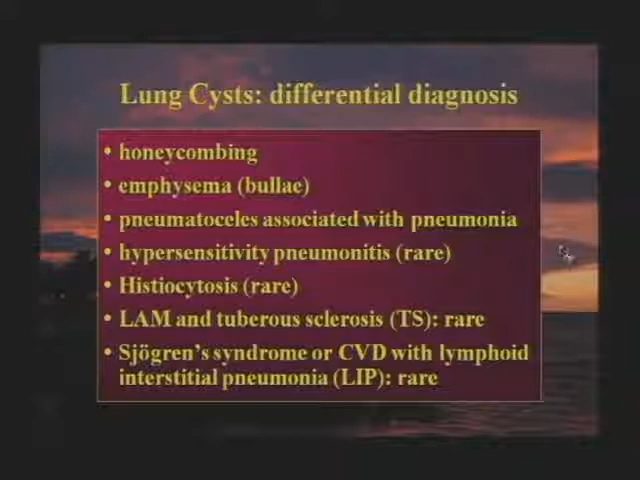 Lung Cysts: differential diagnosis
• honeycombing
• emphysema (bullae)
• pneumatoceles associated with pneumonia
• hypersensitivity pneumonitis (rare)
• Histiocytosis (rare)
• LAM and tuberous sclerosis (TS): rare
• Sjögren's syndrome or CVD with lymphoid
interstitial pneumonia (LIP): rare